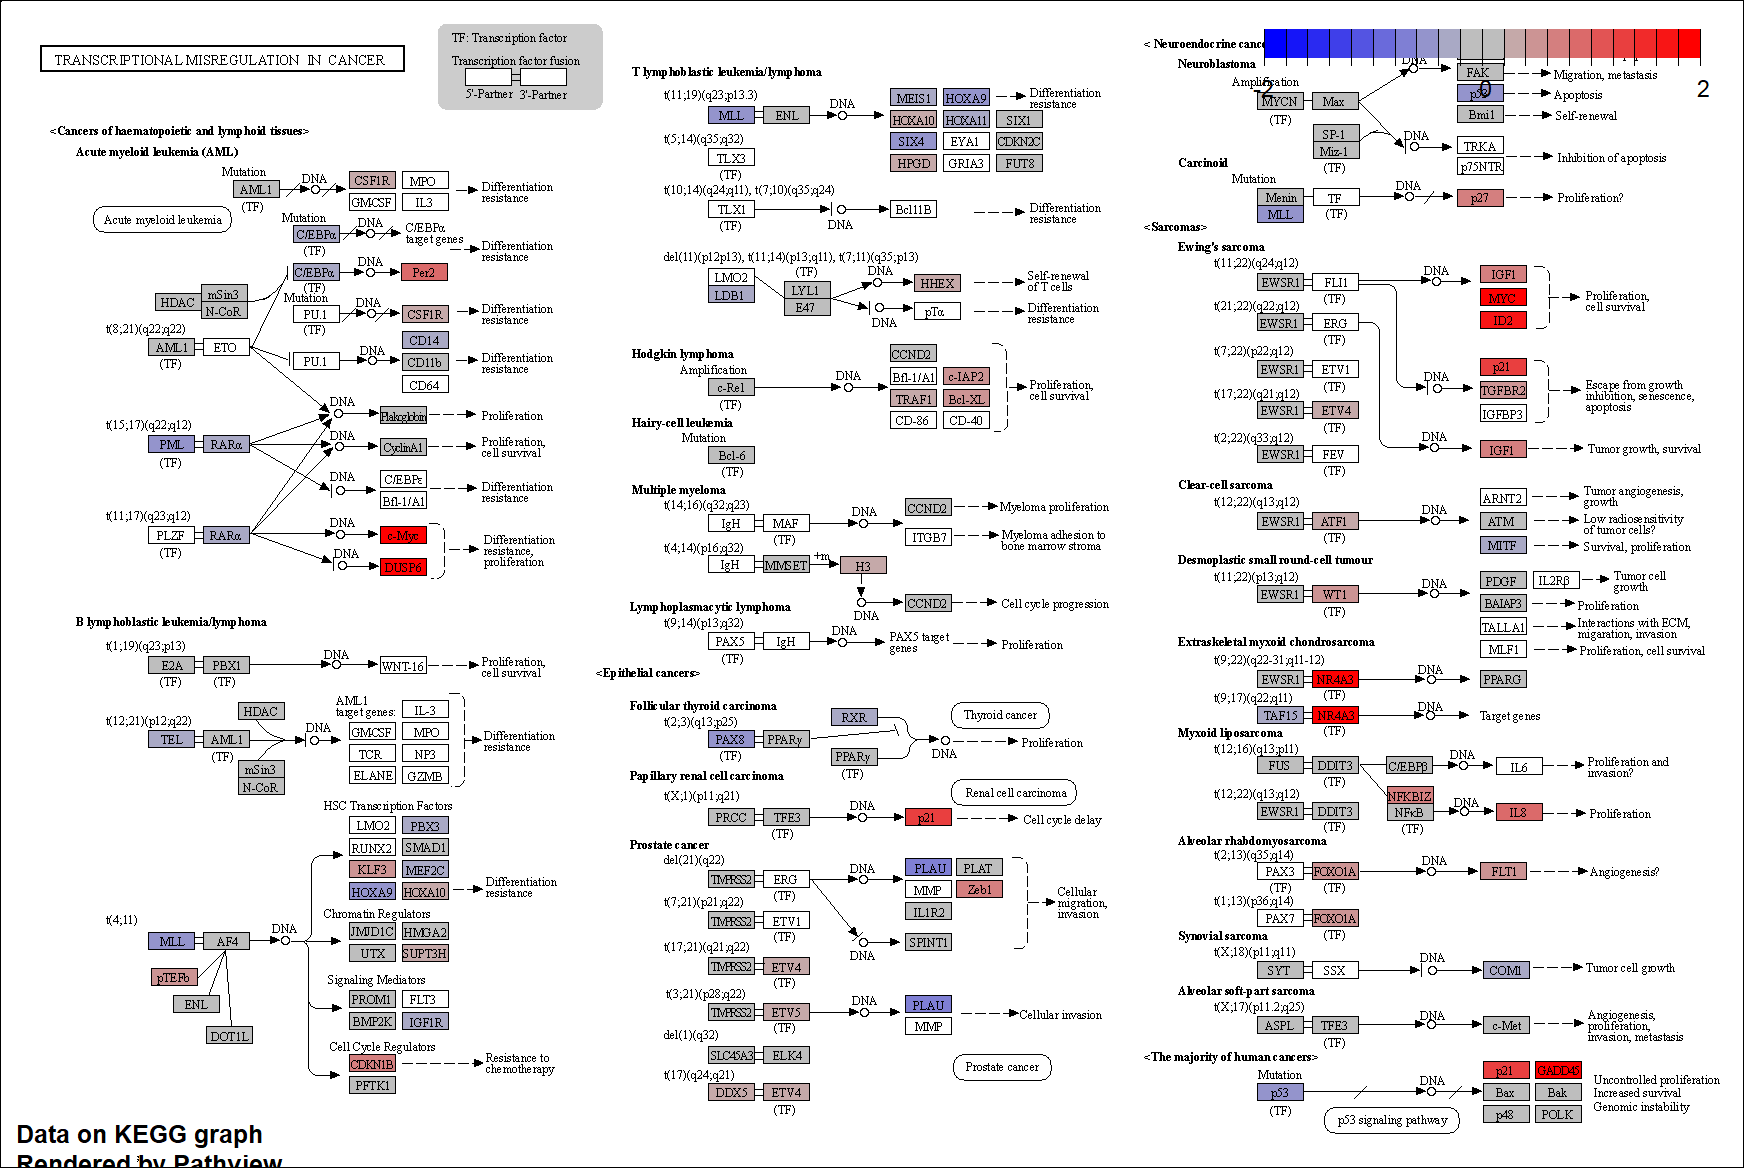 TRANSCRIPTIONAL MISREGULATION IN CANCER
TF: Transcription factor
Transcription factor fusion
5'-Partner 3'-Partner
<Cancers of haematopoietic and lymphoid tissues>
Acute myeloid leukemia (AML)
Mutation
AML1
(TF)
DNA
CSF1R MPO
GMCSF IL3
Differentiation
resistance
Acute myeloid leukemia
Mutation
C/EBPα
(TF)
DNA
C/EBPα
target genes
Differentiation
resistance
C/EBPα
(TF)
DNA
Per2
HDAC
mSin3
N-CoR
Mutation
PU.1
(TF)
DNA
CSF1R
Differentiation
resistance
t(8;21)(q22;q22)
AML1 ETO
(TF)
PU.1
DNA
CD14
CD11b
CD64
Differentiation
resistance
DNA
Plakoglobin
Proliferation
t(15;17)(q22;q12)
PML RARα
(TF)
DNA
CyclinA1
Proliferation,
cell survival
DNA
C/EBPε
Bfl-1/A1
Differentiation
resistance
t(11;17)(q23;q12)
PLZF RARα
(TF)
DNA
c-Myc
DNA
DUSP6
Differentiation
resistance,
proliferation
B lymphoblastic leukemia/lymphoma
t(1;19)(q23;p13)
E2A PBX1
(TF) (TF)
DNA
WNT-16
Proliferation,
cell survival
t(12;21)(p12;q22)
TEL AML1
(TF)
HDAC
mSin3
N-CoR
DNA
AML1
target genes:
IL-3
GMCSF MPO
TCR NP3
ELANE GZMB
Differentiation
resistance
HSC Transcription Factors
LMO2 PBX3
RUNX2 SMAD1
KLF3 MEF2C
HOXA9 HOXA10
Differentiation
resistance
t(4;11)
MLL AF4
DNA
pTEFb
ENL
DOT1L
Chromatin Regulators
JMJD1C HMGA2
UTX SUPT3H
Signaling Mediators
PROM1 FLT3
BMP2K IGF1R
Cell Cycle Regulators
CDKN1B
PFTK1
Resistance to
chemotherapy
Data on KEGG graph
Rendered by Pathview
T lymphoblastic leukemia/lymphoma
t(11;19)(q23;p13.3)
MLL ENL
DNA
MEIS1 HOXA9
HOXA10 HOXA11 SIX1
SIX4 EYA1 CDKN2C
HPGD GRIA3 FUT8
Differentiation
resistance
t(5;14)(q35;q32)
TLX3
(TF)
t(10;14)(q24;q11), t(7;10)(q35;q24)
TLX1
(TF)
DNA
Bcl11B
Differentiation
resistance
del(11)(p12p13), t(11;14)(p13;q11), t(7;11)(q35;p13)
LMO2
LDB1
(TF)
LYL1
E47
DNA
HHEX
Self-renewal
of T cells
DNA
pTα
Differentiation
resistance
Hodgkin lymphoma
Amplification
c-Rel
(TF)
DNA
CCND2
Bfl-1/A1 c-IAP2
TRAF1 Bcl-XL
CD-86 CD-40
Proliferation,
cell survival
Hairy-cell leukemia
Mutation
Bcl-6
(TF)
Multiple myeloma
t(14;16)(q32;q23)
IgH MAF
(TF)
DNA
CCND2
Myeloma proliferation
ITGB7
Myeloma adhesion to
bone marrow stroma
t(4;14)(p16;q32)
IgH MMSET
+m
H3
DNA
CCND2
Cell cycle progression
Lymphoplasmacytic lymphoma
t(9;14)(p13;q32)
PAX5 IgH
(TF)
DNA
PAX5 target
genes
Proliferation
<Epithelial cancers>
Follicular thyroid carcinoma
t(2;3)(q13;p25)
PAX8 PPARγ
(TF)
RXR
PPARγ
(TF)
Thyroid cancer
DNA
Proliferation
Papillary renal cell carcinoma
t(X;1)(p11;q21)
PRCC TFE3
(TF)
DNA
p21
Renal cell carcinoma
Cell cycle delay
Prostate cancer
del(21)(q22)
TMPRSS2 ERG
(TF)
DNA
PLAU PLAT
MMP Zeb1
IL1R2
Cellular
migration,
invasion
t(7;21)(p21;q22)
TMPRSS2 ETV1
(TF)
DNA
SPINT1
t(17;21)(q21;q22)
TMPRSS2 ETV4
(TF)
t(3;21)(p28;q22)
TMPRSS2 ETV5
(TF)
DNA
PLAU
MMP
Cellular invasion
del(1)(q32)
SLC45A3 ELK4
t(17)(q24;q21)
DDX5 ETV4
(TF)
Prostate cancer
< Neuroendocrine canc
-2 0 2
Neuroblastoma
Amplification
MYCN Max
(TF)
DNA
FAK
Migration, metastasis
p53
Apoptosis
Bmi1
Self-renewal
SP-1
Miz-1
(TF)
DNA
TRKA
p75NTR
Inhibition of apoptosis
Carcinoid
Mutation
Menin
MLL
TF
(TF)
DNA
p27
Proliferation?
<Sarcomas>
Ewing's sarcoma
t(11;22)(q24;q12)
EWSR1 FLI1
(TF)
DNA
IGF1
MYC
ID2
Proliferation,
cell survival
t(21;22)(q22;q12)
EWSR1 ERG
(TF)
t(7;22)(p22;q12)
EWSR1 ETV1
(TF)
DNA
p21
TGFBR2
IGFBP3
Escape from growth
inhibition, senescence,
apoptosis
t(17;22)(q21;q12)
EWSR1 ETV4
(TF)
t(2;22)(q33;q12)
EWSR1 FEV
(TF)
DNA
IGF1
Tumor growth, survival
Clear-cell sarcoma
t(12;22)(q13;q12)
EWSR1 ATF1
(TF)
DNA
ARNT2
Tumor angiogenesis,
growth
ATM
Low radiosensitivity
of tumor cells?
MITF
Survival, proliferation
Desmoplastic small round-cell tumour
t(11;22)(p13;q12)
EWSR1 WT1
(TF)
DNA
PDGF IL2Rβ
Tumor cell
growth
BAIAP3
Proliferation
TALLA1
Interactions with ECM,
migaration, invasion
MLF1
Proliferation, cell survival
Extraskeletal myxoid chondrosarcoma
t(9;22)(q22-31;q11-12)
EWSR1 NR4A3
(TF)
DNA
PPARG
t(9;17)(q22;q11)
TAF15 NR4A3
(TF)
DNA
Target genes
Myxoid liposarcoma
t(12;16)(q13;p11)
FUS DDIT3
(TF)
C/EBPβ
DNA
IL6
Proliferation and
invasion?
t(12;22)(q13;q12)
EWSR1 DDIT3
(TF)
NFKBIZ
NFκB
(TF)
DNA
IL8
Proliferation
Alveolar rhabdomyosarcoma
t(2;13)(q35;q14)
PAX3 FOXO1A
(TF) (TF)
DNA
FLT1
Angiogenesis?
t(1;13)(p36;q14)
PAX7 FOXO1A
(TF) (TF)
Synovial sarcoma
t(X;18)(p11;q11)
SYT SSX
(TF)
DNA
COM1
Tumor cell growth
Alveolar soft-part sarcoma
t(X;17)(p11.2;q25)
ASPL TFE3
(TF)
DNA
c-Met
Angiogenesis,
proliferation,
invasion, metastasis
<The majority of human cancers>
Mutation
p53
(TF)
DNA
p21 GADD45
Bax Bak
p48 POLK
Uncontrolled proliferation
Increased survival
Genomic instability
p53 signaling pathway